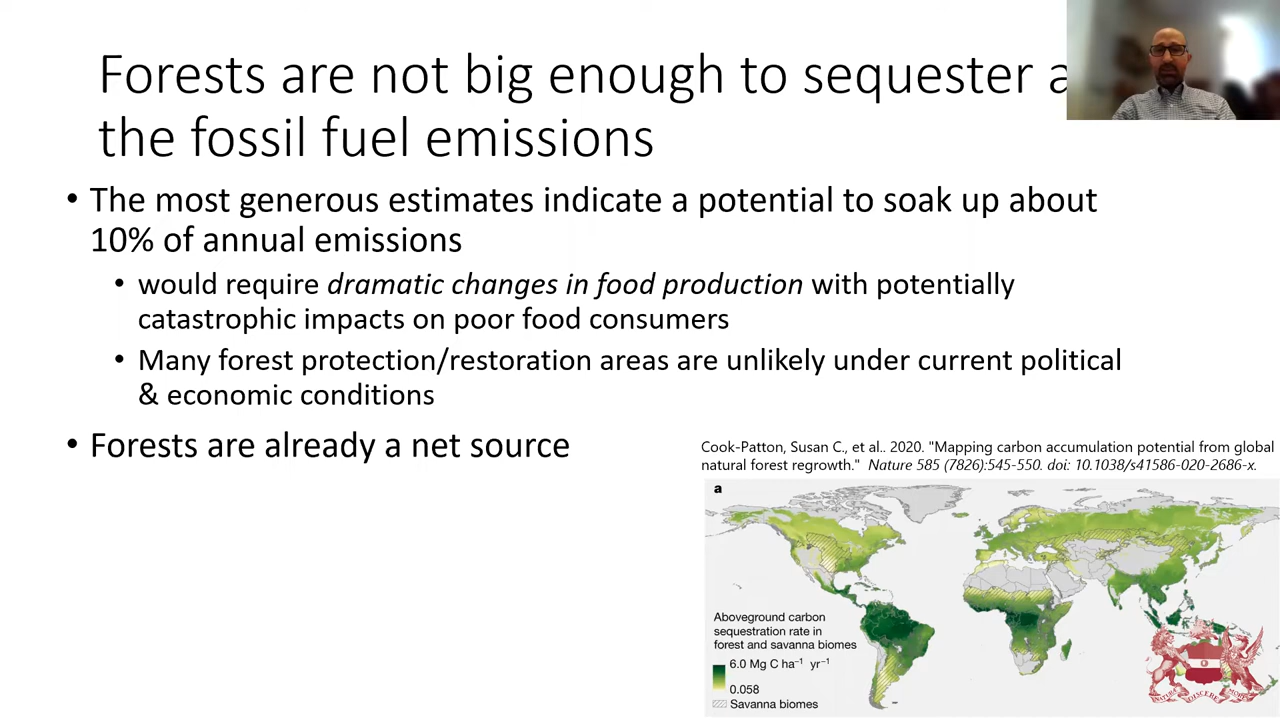 Forests are not big enough to sequester
the fossil fuel emissions
• The most generous estimates indicate a potential to soak up about
10% of annual emissions
• would require dramatic changes in food production with potentially
catastrophic impacts on poor food consumers
• Many forest protection/restoration areas are unlikely under current political
& economic conditions
• Forests are already a net source
Cook-Patton, Susan C., et al.. 2020. "Mapping carbon accumulation potential from global
natural forest regrowth." Nature 585 (7826):545-550. doi: 10.1038/s41586-020-2686-x.
a
Aboveground carbon
sequestration rate in
forest and savanna biomes
6.0 Mg C ha⁻¹ yr⁻¹
0.058
Savanna biomes
DISCERE